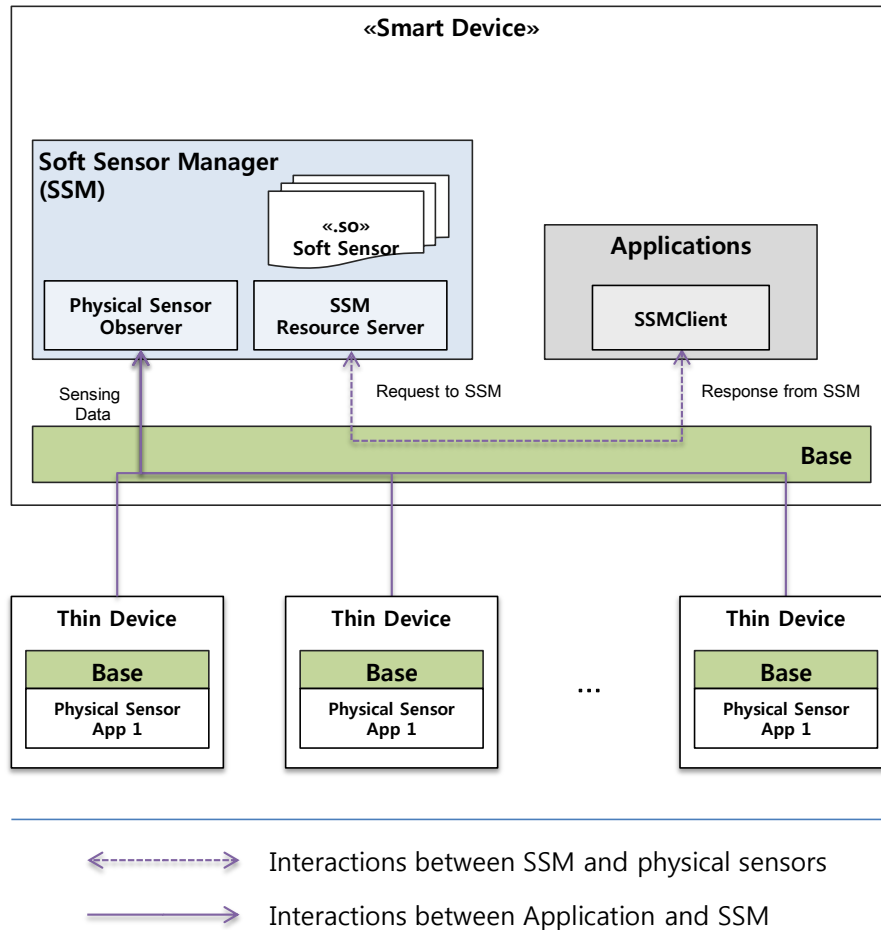 «Smart Device»
Soft Sensor Manager
(SSM)
«.so»
Soft Sensor
Physical Sensor
Observer
SSM
Resource Server
Applications
SSMClient
Sensing
Data
Request to SSM
Response from SSM
Base
Thin Device
Base
Physical Sensor
App 1
Thin Device
Base
Physical Sensor
App 1
...
Thin Device
Base
Physical Sensor
App 1
Interactions between SSM and physical sensors
Interactions between Application and SSM